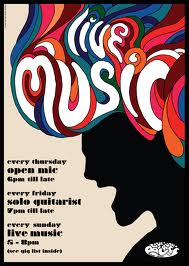 live
music
every thursday
open mic
6pm till late
every friday
solo guitarist
7pm till late
every sunday
live music
5 - 8pm
(see gig list inside)